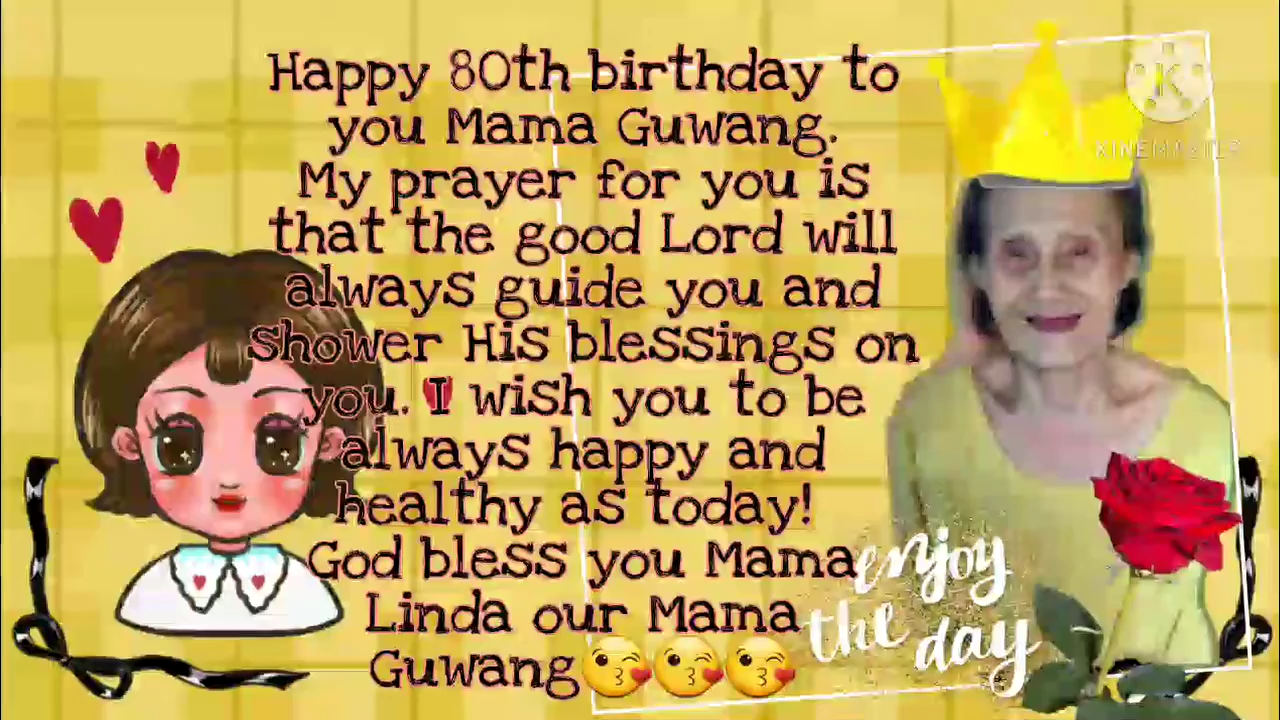 Happy 80th birthday to
you Mama Guwang.
My prayer for you is
that the good Lord will
always guide you and
shower His blessings on
you. I wish you to be
always happy and
healthy as today!
God bless you Mama
Linda our Mama
Guwang😘😘😘
enjoy
the day
K
KINEMASTER